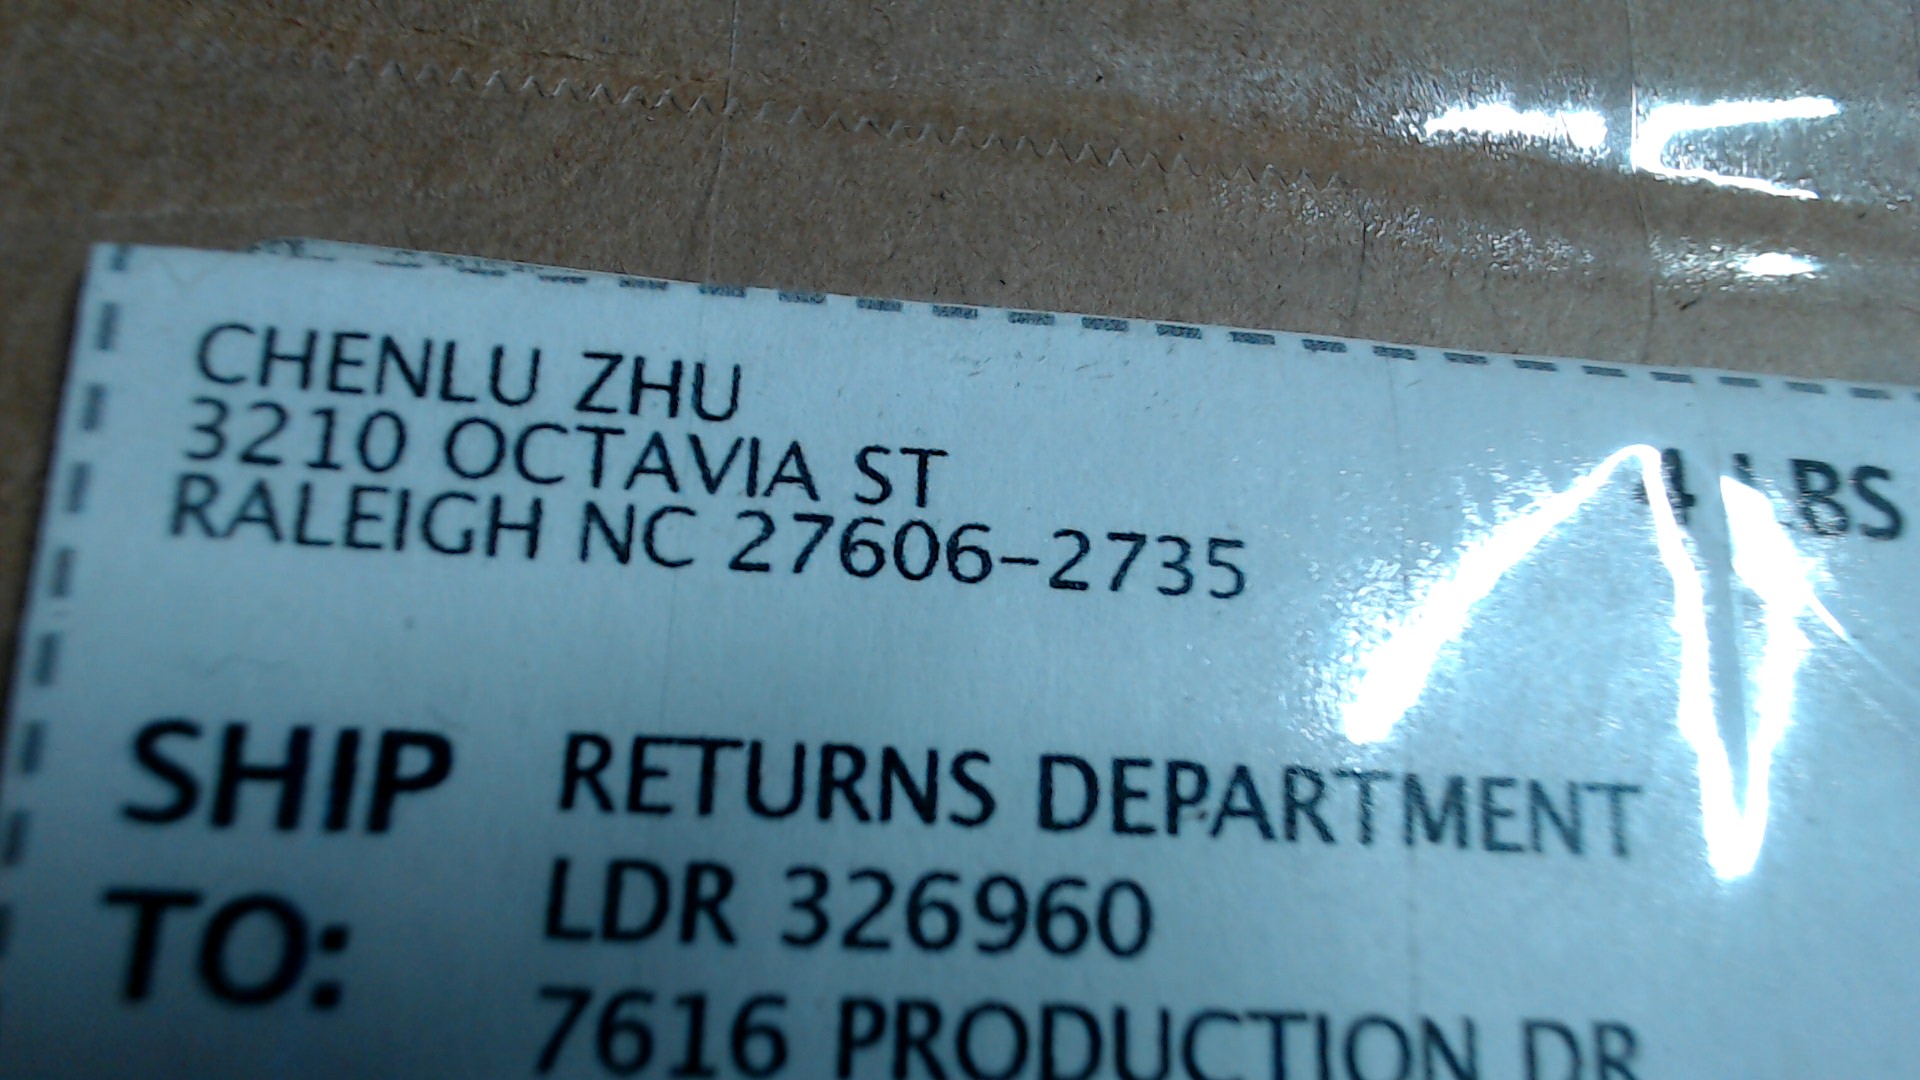 CHENLU ZHU
3210 OCTAVIA ST
RALEIGH NC 27606-2735
4 LBS
SHIP TO:
RETURNS DEPARTMENT
LDR 326960
7616 PRODUCTION DR